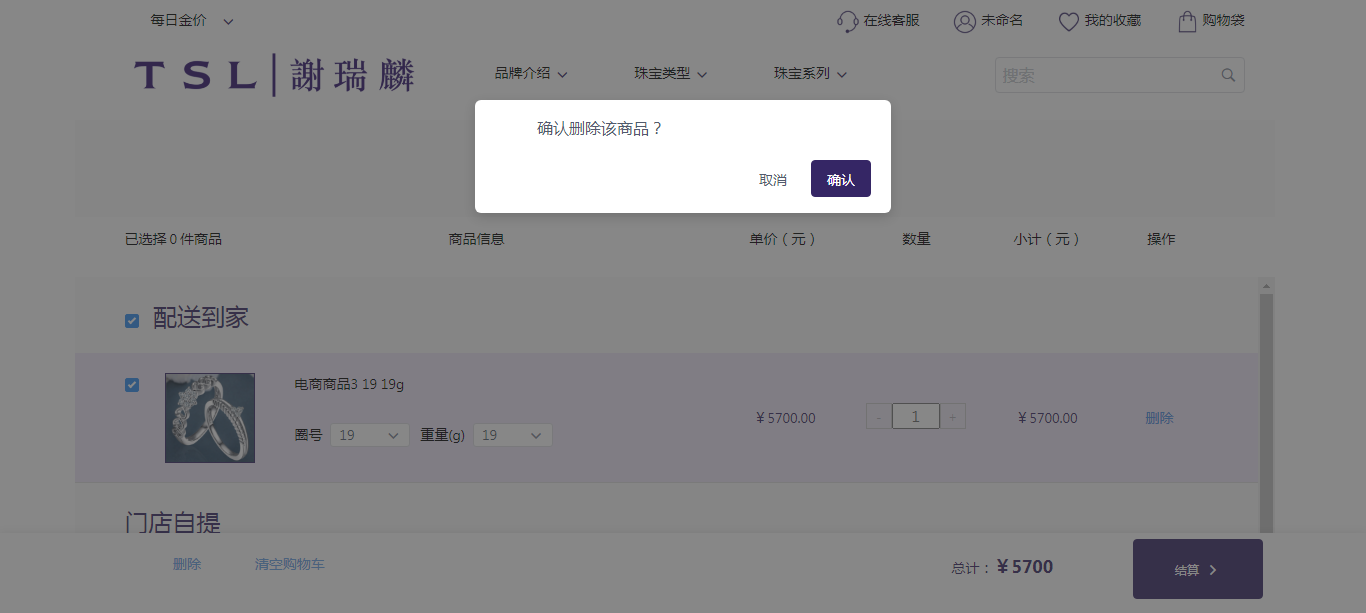 每日金价 在线客服 未命名 我的收藏 购物袋
TSL|謝瑞麟 品牌介绍 珠宝类型 珠宝系列 搜索
确认删除该商品？
取消 确认
已选择 0 件商品 商品信息 单价（元） 数量 小计（元） 操作
配送到家
电商商品3 19 19g
¥ 5700.00 - 1 + ¥ 5700.00 删除
圈号 19 重量(g) 19
门店自提
删除 清空购物车 总计： ¥ 5700 结算